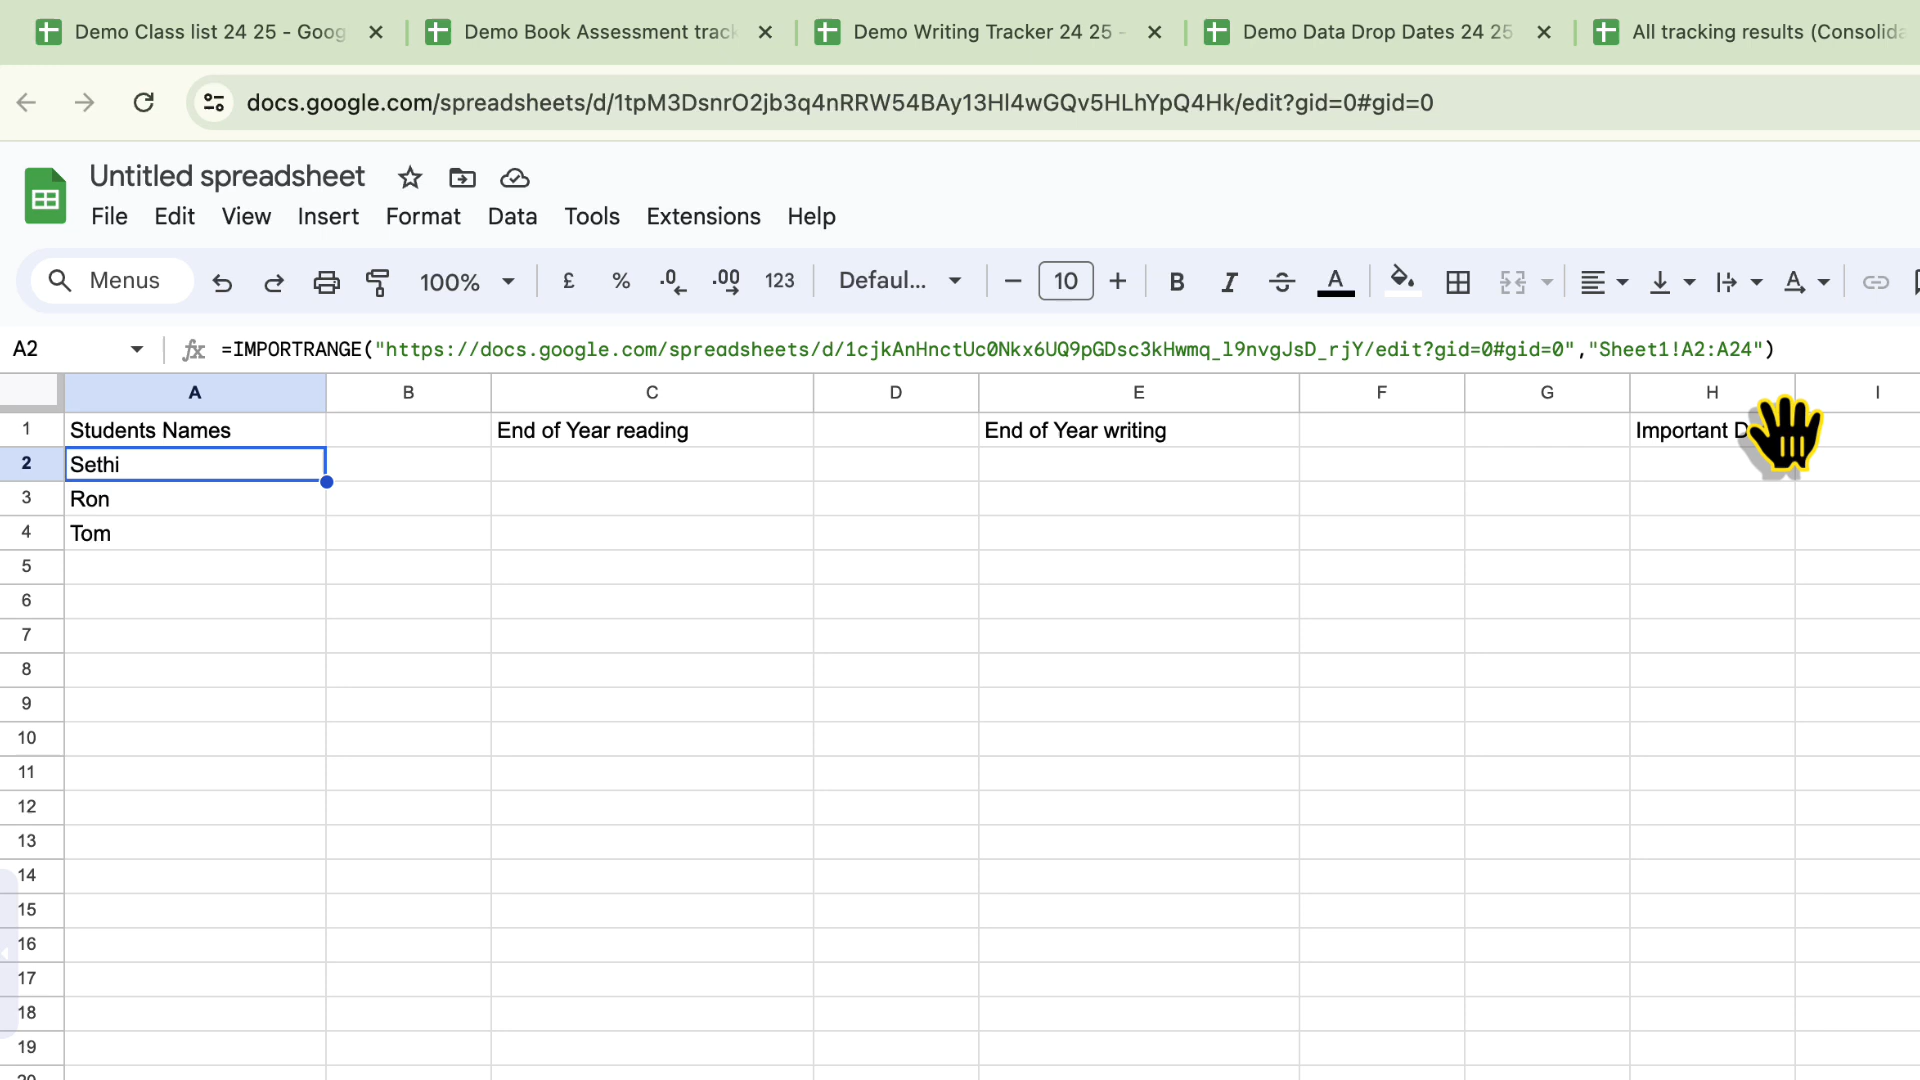 Demo Class list 24 25 - Goog
Demo Book Assessment track
Demo Writing Tracker 24 25 -
Demo Data Drop Dates 24 25
All tracking results (Consolida
docs.google.com/spreadsheets/d/1tpM3DsnrO2jb3q4nRRW54BAy13Hl4wGQv5HLhYpQ4Hk/edit?gid=0#gid=0
Untitled spreadsheet
File Edit View Insert Format Data Tools Extensions Help
Menus 100% £ % .0 .00 123 Defaul... 10 B I A A
A2 fx =IMPORTRANGE("https://docs.google.com/spreadsheets/d/1cjkAnHnctUc0Nkx6UQ9pGDsc3kHwmq_l9nvgJsD_rjY/edit?gid=0#gid=0","Sheet1!A2:A24")
A B C D E F G H I
1 Students Names End of Year reading End of Year writing Important D
2 Sethi
3 Ron
4 Tom
5
6
7
8
9
10
11
12
13
14
15
16
17
18
19
20